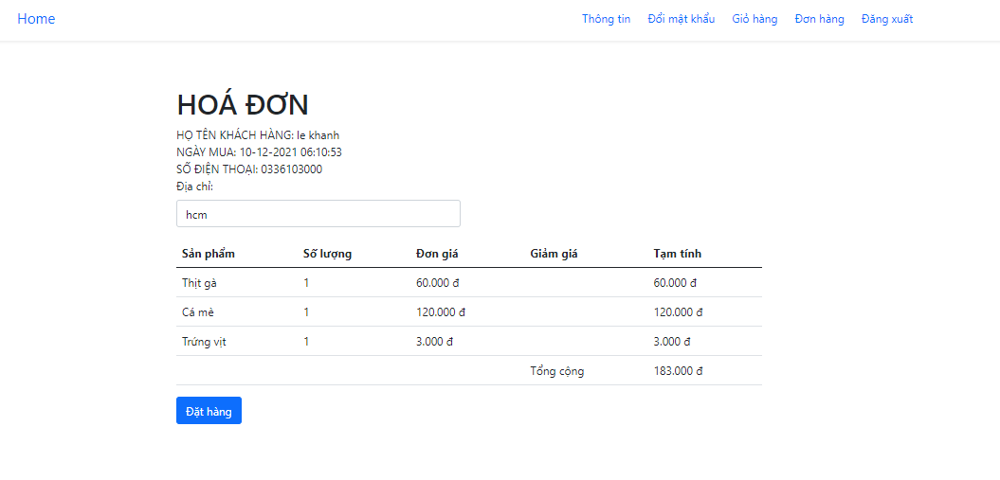 Home Thông tin Đổi mật khẩu Giỏ hàng Đơn hàng Đăng xuất
HOÁ ĐƠN
HỌ TÊN KHÁCH HÀNG: le khanh
NGÀY MUA: 10-12-2021 06:10:53
SỐ ĐIỆN THOẠI: 0336103000
Địa chỉ:
hcm
Sản phẩm Số lượng Đơn giá Giảm giá Tạm tính
Thịt gà 1 60.000 đ 60.000 đ
Cá mè 1 120.000 đ 120.000 đ
Trứng vịt 1 3.000 đ 3.000 đ
Tổng cộng 183.000 đ
Đặt hàng